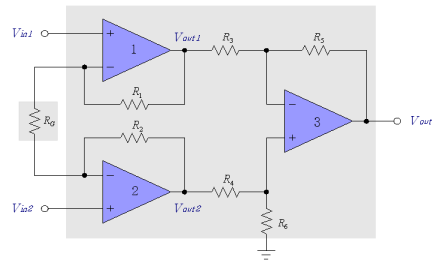 Vin1
+
−
1
Vout1
R3
R5
R1
RG
R2
−
+
3
Vout
−
+
2
Vin2
Vout2
R4
R6